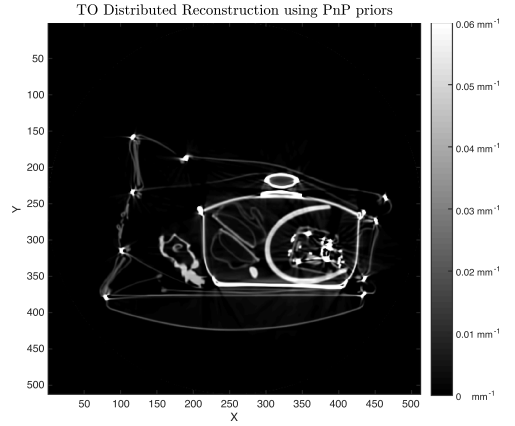 TO Distributed Reconstruction using PnP priors
0.06 mm-1
50
0.05 mm-1
100
150
0.04 mm-1
200
Y
250
0.03 mm-1
300
0.02 mm-1
350
400
0.01 mm-1
450
500
0 mm-1
50 100 150 200 250 300 350 400 450 500
X